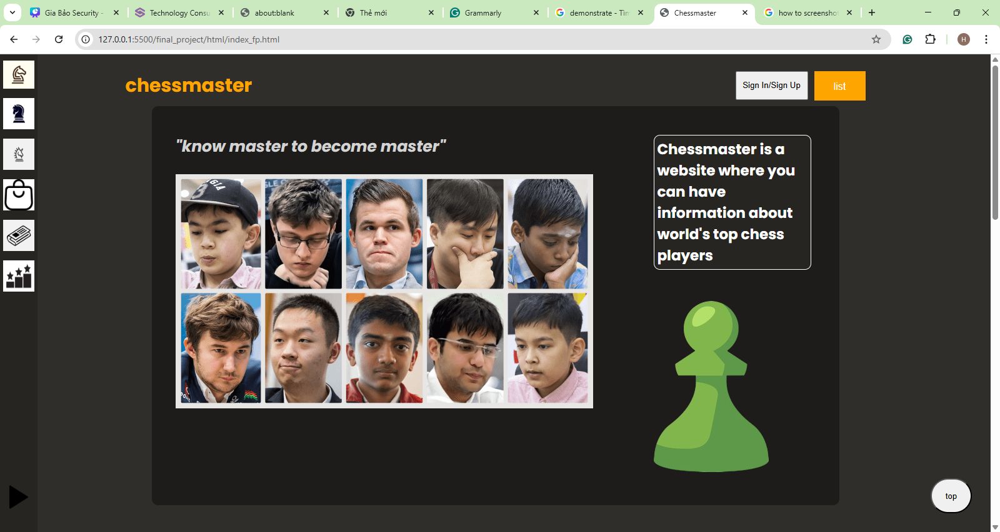 Gia Bảo Security -
Technology Consu
about:blank
Thẻ mới
Grammarly
demonstrate - Tìm
Chessmaster
how to screenshot
127.0.0.1:5500/final_project/html/index_fp.html
H
chessmaster
Sign In/Sign Up
list
"know master to become master"
Chessmaster is a
website where you
can have
information about
world's top chess
players
top